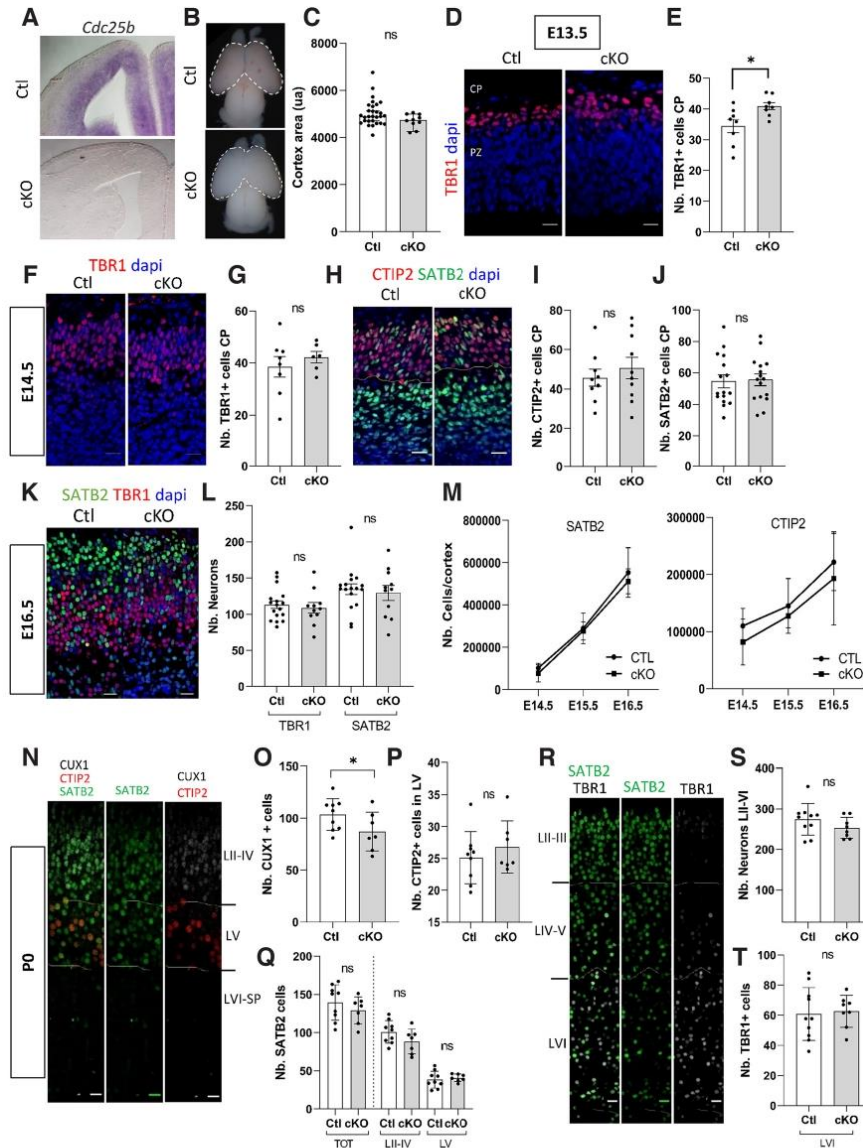 A
Cdc25b
Ctl
cKO
B
Ctl
cKO
C
ns
Cortex area (ua)
8000
6000
4000
2000
0
Ctl
cKO
E13.5
D
Ctl
cKO
CP
PZ
TBR1 dapi
E
*
Nb. TBR1+ cells CP
50
40
30
20
10
0
Ctl
cKO
E14.5
F
TBR1 dapi
Ctl
cKO
G
ns
Nb. TBR1+ cells CP
60
40
20
0
Ctl
cKO
H
CTIP2 SATB2 dapi
Ctl
cKO
I
ns
Nb. CTIP2+ cells CP
80
60
40
20
0
Ctl
cKO
J
ns
Nb. SATB2+ cells CP
100
80
60
40
20
0
Ctl
cKO
E16.5
K
SATB2 TBR1 dapi
Ctl
cKO
L
Nb. Neurons
250
200
150
100
50
0
ns
ns
Ctl
cKO
Ctl
cKO
TBR1
SATB2
M
SATB2
Nb. Cells/cortex
800000
600000
400000
200000
0
E14.5
E15.5
E16.5
CTL
cKO
CTIP2
300000
200000
100000
0
E14.5
E15.5
E16.5
CTL
cKO
P0
N
CUX1
CTIP2
SATB2
SATB2
CUX1
CTIP2
LII-IV
LV
LVI-SP
O
*
Nb. CUX1 + cells
150
100
50
0
Ctl
cKO
P
ns
Nb. CTIP2+ cells in LV
35
30
25
20
15
Ctl
cKO
Q
Nb. SATB2 cells
200
150
100
50
0
ns
ns
ns
Ctl cKO
Ctl cKO
Ctl cKO
TOT
LII-IV
LV
R
SATB2
TBR1
SATB2
TBR1
LII-III
LIV-V
LVI
S
ns
Nb. Neurons LII-VI
400
300
200
100
0
Ctl
cKO
T
ns
Nb. TBR1+ cells
100
80
60
40
20
0
Ctl
cKO
LVI